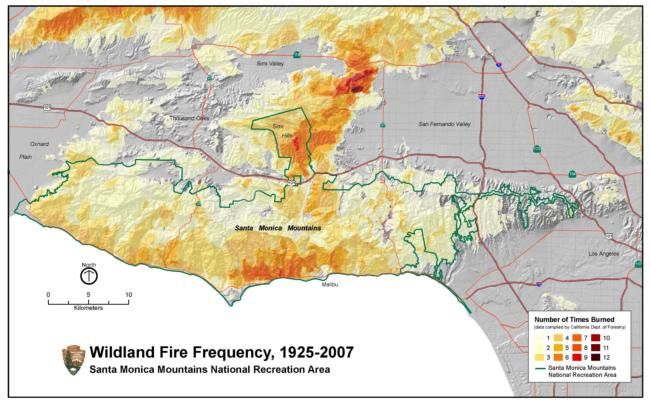 Simi Valley
Thousand Oaks
Simi
Hills
San Fernando Valley
Oxnard
Plain
Santa Monica Mountains
Los Angeles
Malibu
North
0 5 10
Kilometers
Wildland Fire Frequency, 1925-2007
Santa Monica Mountains National Recreation Area
Number of Times Burned
(data compiled by California Dept. of Forestry)
1 4 7 10
2 5 8 11
3 6 9 12
Santa Monica Mountains
National Recreation Area